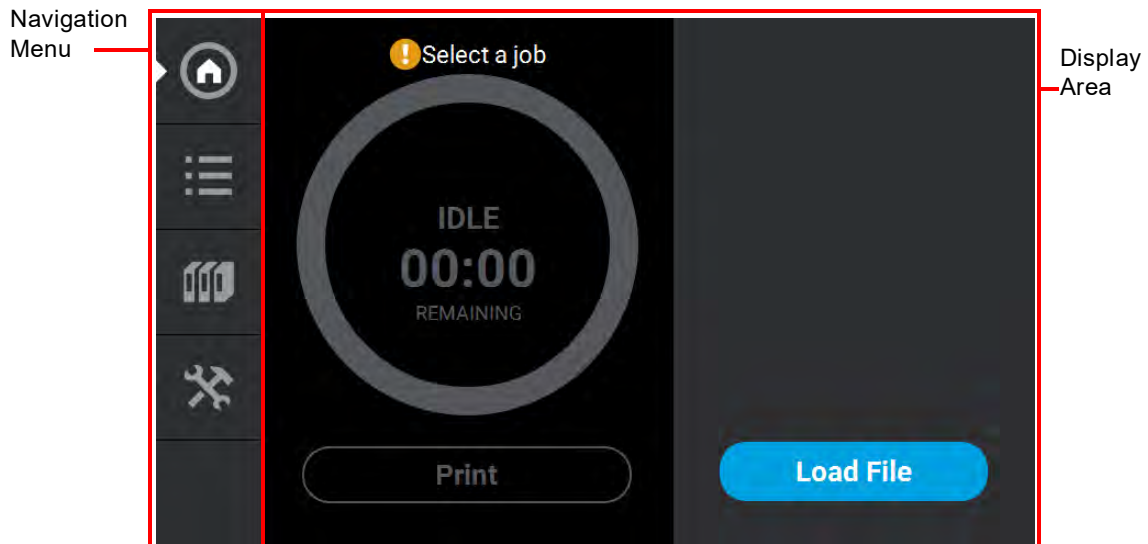 Navigation
Menu
Select a job
Display
Area
IDLE
00:00
REMAINING
Print
Load File